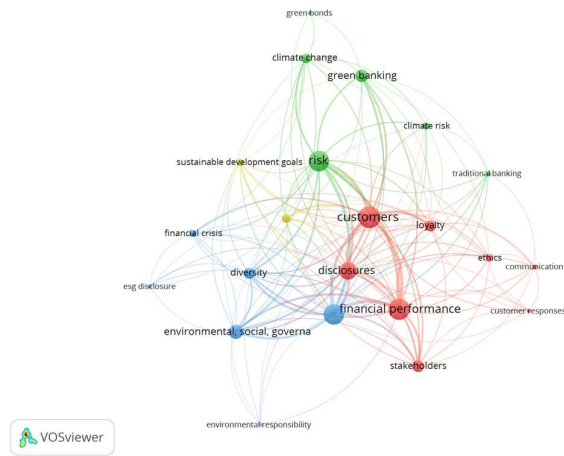 green bonds
climate change
green banking
climate risk
risk
sustainable development goals
traditional banking
customers
loyalty
financial crisis
ethics
communication
disclosures
diversity
esg disclosure
financial performance
customer responses
environmental, social, governa
stakeholders
environmental responsibility
VOSviewer